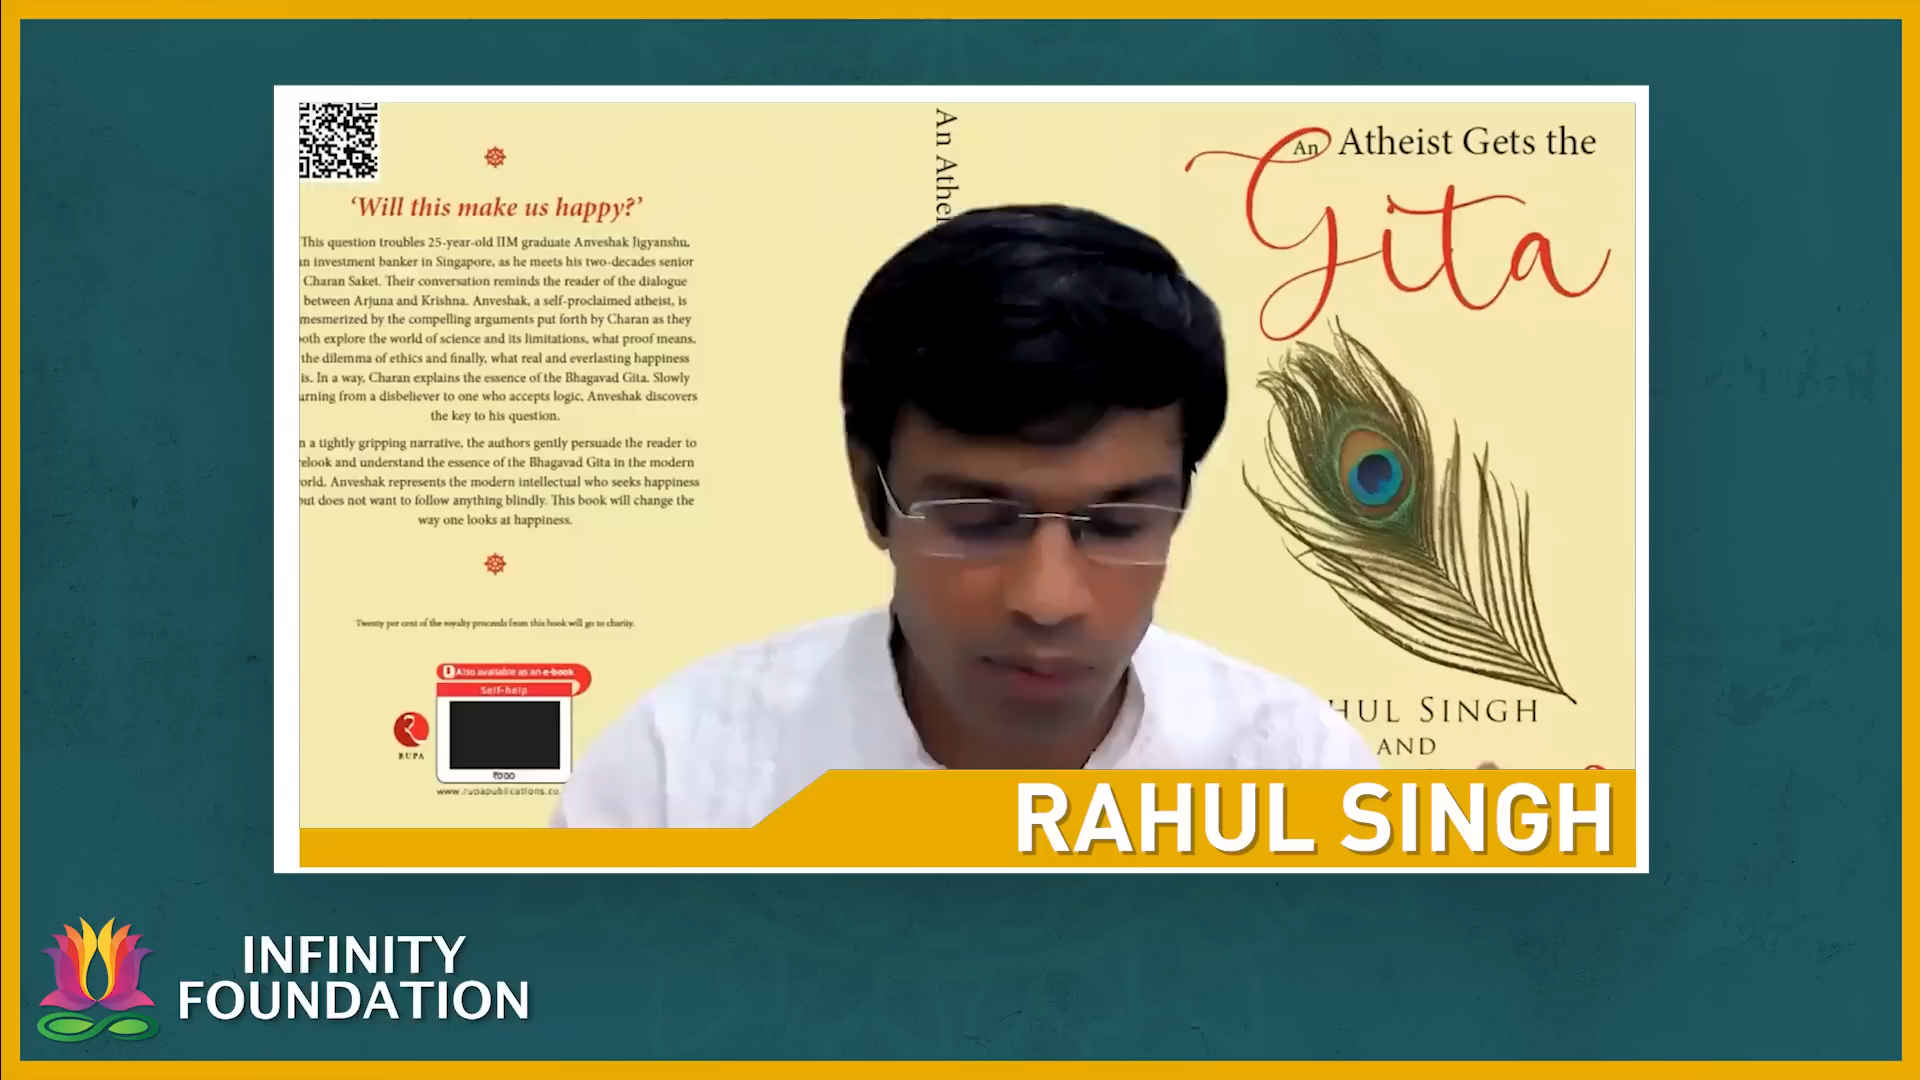 ‘Will this make us happy?’
This question troubles 25-year-old IIM graduate Anveshak Jigyanshu,
an investment banker in Singapore, as he meets his two-decades senior
Charan Saket. Their conversation reminds the reader of the dialogue
between Arjuna and Krishna. Anveshak, a self-proclaimed atheist, is
mesmerized by the compelling arguments put forth by Charan as they
oth explore the world of science and its limitations, what proof means,
the dilemma of ethics and finally, what real and everlasting happiness
is. In a way, Charan explains the essence of the Bhagavad Gita. Slowly
urning from a disbeliever to one who accepts logic, Anveshak discovers
the key to his question.
n a tightly gripping narrative, the authors gently persuade the reader to
relook and understand the essence of the Bhagavad Gita in the modern
orld. Anveshak represents the modern intellectual who seeks happiness
but does not want to follow anything blindly. This book will change the
way one looks at happiness.
Twenty per cent of the royalty proceeds from this book will go to charity.
Also available as an e-book
Self-help
RUPA
₹000
www.rupapublications.co
An Athei
An Atheist Gets the
Gita
HUL SINGH
AND
RAHUL SINGH
INFINITY
FOUNDATION